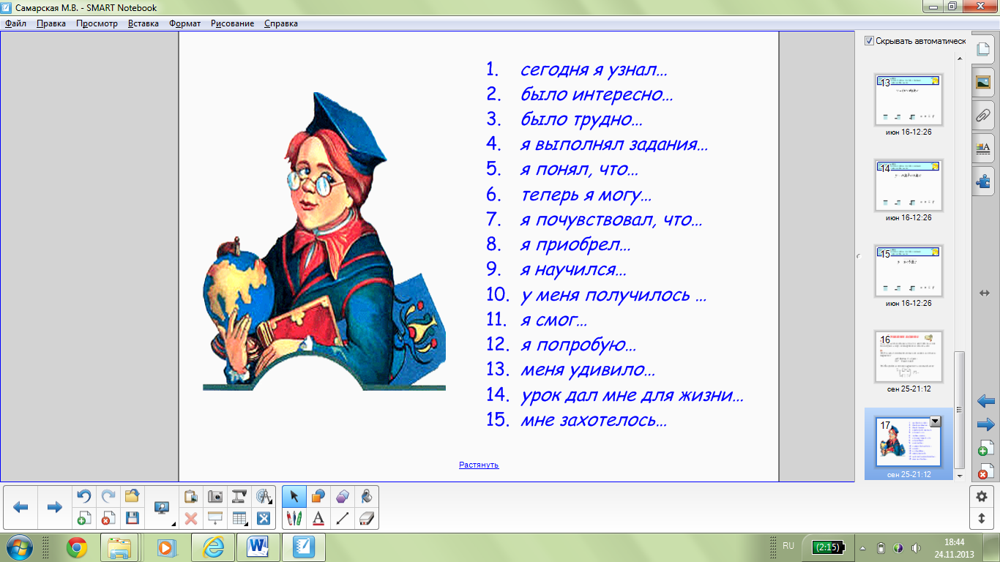 Самарская М.В. - SMART Notebook
Файл Правка Просмотр Вставка Формат Рисование Справка
1. сегодня я узнал...
2. было интересно...
3. было трудно...
4. я выполнял задания...
5. я понял, что...
6. теперь я могу...
7. я почувствовал, что...
8. я приобрел...
9. я научился...
10. у меня получилось ...
11. я смог...
12. я попробую...
13. меня удивило...
14. урок дал мне для жизни...
15. мне захотелось...
Растянуть
Скрывать автоматическ
13
июн 16-12:26
14
июн 16-12:26
15
июн 16-12:26
16
сен 25-21:12
17
сен 25-21:12
RU
(2:15)
18:44
24.11.2013